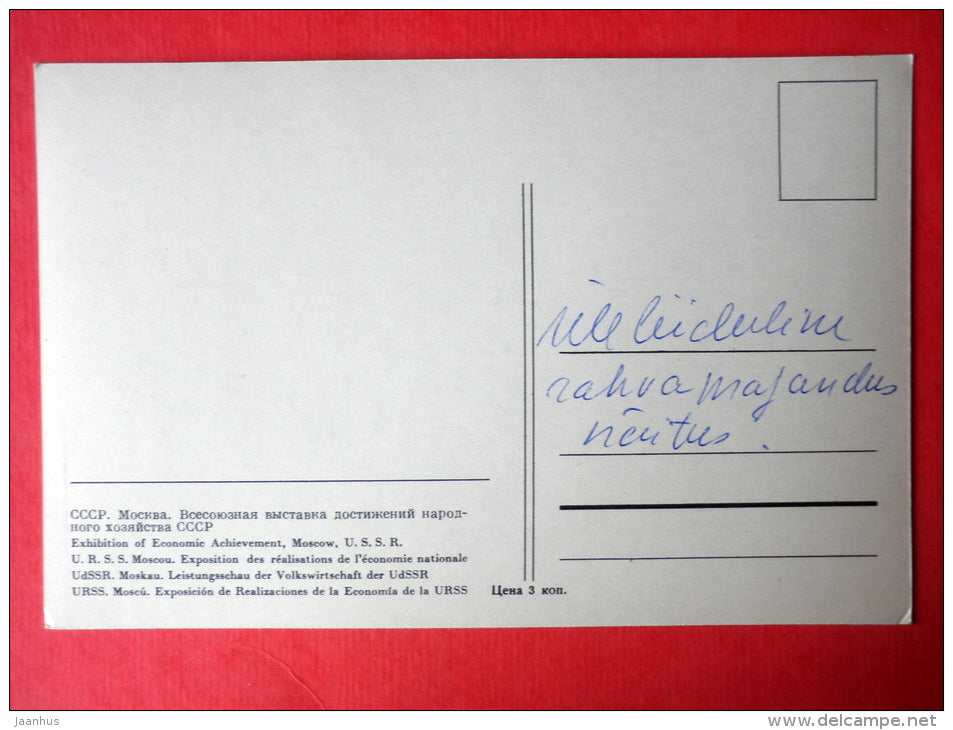 Üleliiduline
rahvamajandus
näitus.
СССР. Москва. Всесоюзная выставка достижений народ-
ного хозяйства СССР
Exhibition of Economic Achievement, Moscow, U. S. S. R.
U. R. S. S. Moscou. Exposition des réalisations de l'économie nationale
UdSSR. Moskau. Leistungsschau der Volkswirtschaft der UdSSR
URSS. Moscú. Exposición de Realizaciones de la Economía de la URSS
Цена 3 коп.
Jaanhus
www.delcampe.net